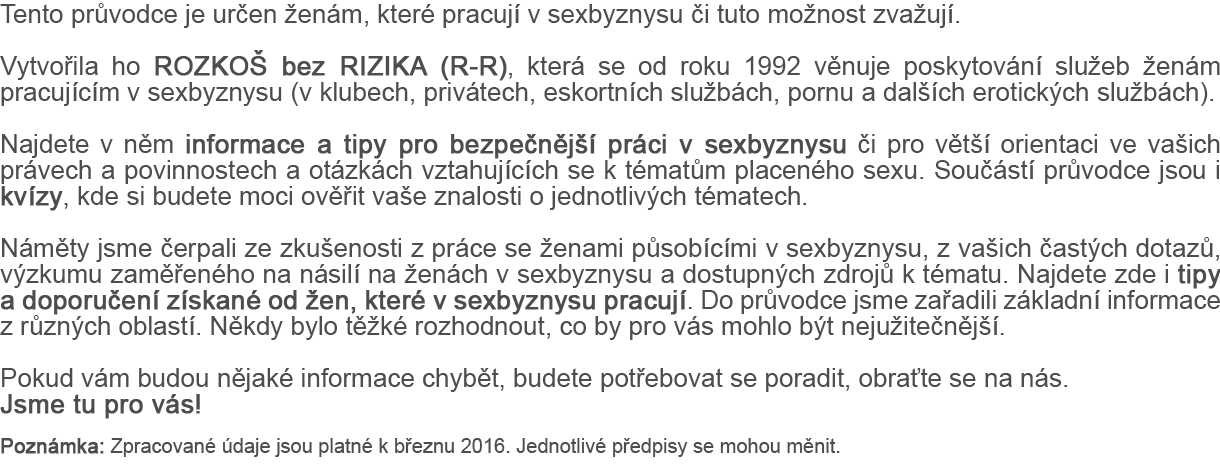 Tento průvodce je určen ženám, které pracují v sexbyznysu či tuto možnost zvažují.
Vytvořila ho ROZKOŠ bez RIZIKA (R-R), která se od roku 1992 věnuje poskytování služeb ženám
pracujícím v sexbyznysu (v klubech, privátech, eskortních službách, pornu a dalších erotických službách).
Najdete v něm informace a tipy pro bezpečnější práci v sexbyznysu či pro větší orientaci ve vašich
právech a povinnostech a otázkách vztahujících se k tématům placeného sexu. Součástí průvodce jsou i
kvízy, kde si budete moci ověřit vaše znalosti o jednotlivých tématech.
Náměty jsme čerpali ze zkušenosti z práce se ženami působícími v sexbyznysu, z vašich častých dotazů,
výzkumu zaměřeného na násilí na ženách v sexbyznysu a dostupných zdrojů k tématu. Najdete zde i tipy
a doporučení získané od žen, které v sexbyznysu pracují. Do průvodce jsme zařadili základní informace
z různých oblastí. Někdy bylo těžké rozhodnout, co by pro vás mohlo být nejužitečnější.
Pokud vám budou nějaké informace chybět, budete potřebovat se poradit, obraťte se na nás.
Jsme tu pro vás!
Poznámka: Zpracované údaje jsou platné k březnu 2016. Jednotlivé předpisy se mohou měnit.